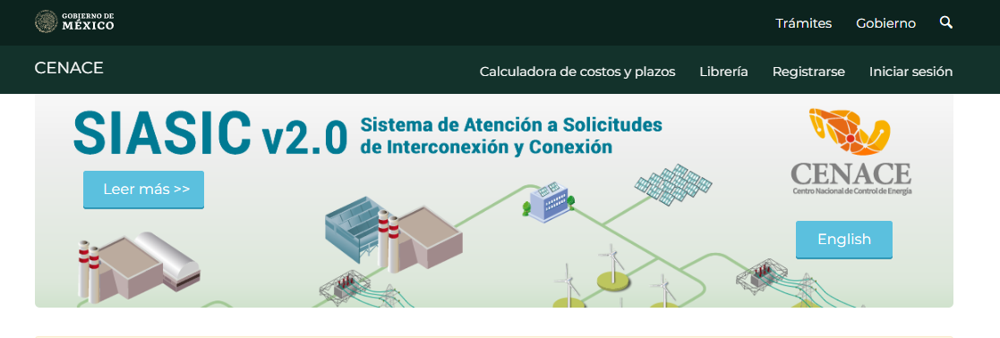 GOBIERNO DE
MÉXICO
Trámites Gobierno
CENACE
Calculadora de costos y plazos Librería Registrarse Iniciar sesión
SIASIC v2.0
Sistema de Atención a Solicitudes
de Interconexión y Conexión
Leer más >>
CENACE
Centro Nacional de Control de Energía
English